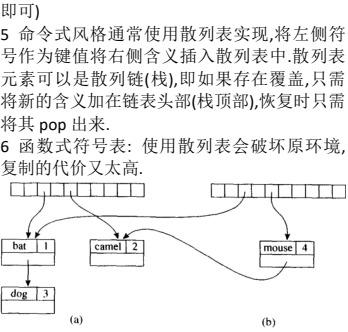 即可)
5 命令式风格通常使用散列表实现,将左侧符
号作为键值将右侧含义插入散列表中.散列表
元素可以是散列链(栈),即如果存在覆盖,只需
将新的含义加在链表头部(栈顶部),恢复时只需
将其 pop 出来.
6 函数式符号表: 使用散列表会破坏原环境,
复制的代价又太高.
bat 1
camel 2
mouse 4
dog 3
(a)
(b)